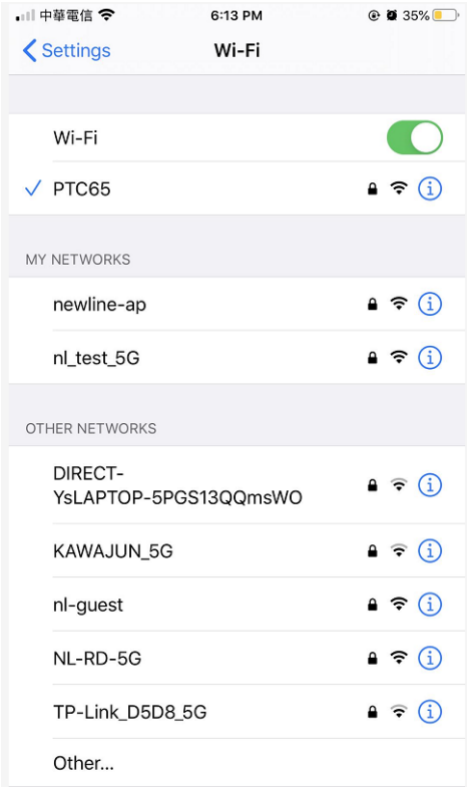 中華電信 6:13 PM 35%
Settings Wi-Fi
Wi-Fi
PTC65
MY NETWORKS
newline-ap
nl_test_5G
OTHER NETWORKS
DIRECT-
YsLAPTOP-5PGS13QQmsWO
KAWAJUN_5G
nl-guest
NL-RD-5G
TP-Link_D5D8_5G
Other...